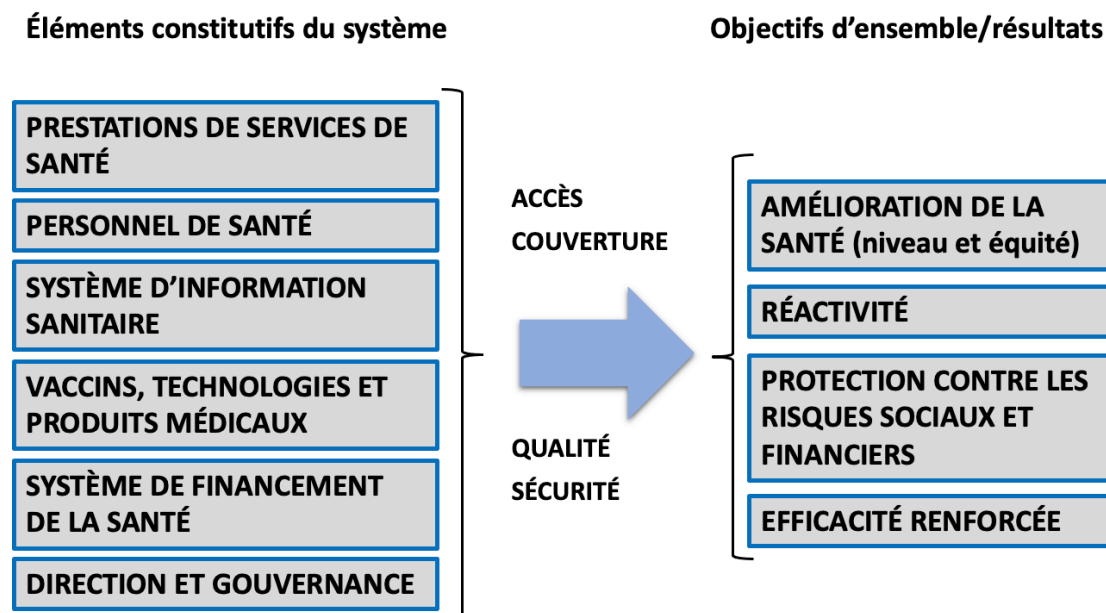 Éléments constitutifs du système
Objectifs d’ensemble/résultats
PRESTATIONS DE SERVICES DE
SANTÉ
PERSONNEL DE SANTÉ
SYSTÈME D’INFORMATION
SANITAIRE
VACCINS, TECHNOLOGIES ET
PRODUITS MÉDICAUX
SYSTÈME DE FINANCEMENT
DE LA SANTÉ
DIRECTION ET GOUVERNANCE
ACCÈS
COUVERTURE
QUALITÉ
SÉCURITÉ
AMÉLIORATION DE LA
SANTÉ (niveau et équité)
RÉACTIVITÉ
PROTECTION CONTRE LES
RISQUES SOCIAUX ET
FINANCIERS
EFFICACITÉ RENFORCÉE